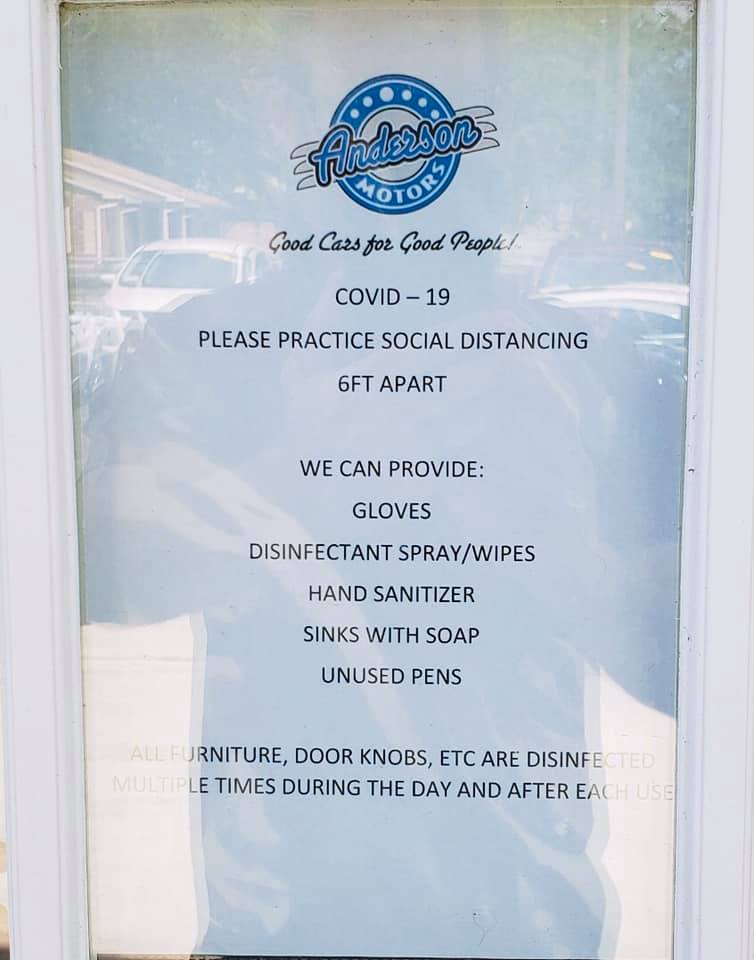 Anderson
MOTORS
Good Cars for Good People!
COVID – 19
PLEASE PRACTICE SOCIAL DISTANCING
6FT APART
WE CAN PROVIDE:
GLOVES
DISINFECTANT SPRAY/WIPES
HAND SANITIZER
SINKS WITH SOAP
UNUSED PENS
ALL FURNITURE, DOOR KNOBS, ETC ARE DISINFECTED
MULTIPLE TIMES DURING THE DAY AND AFTER EACH USE